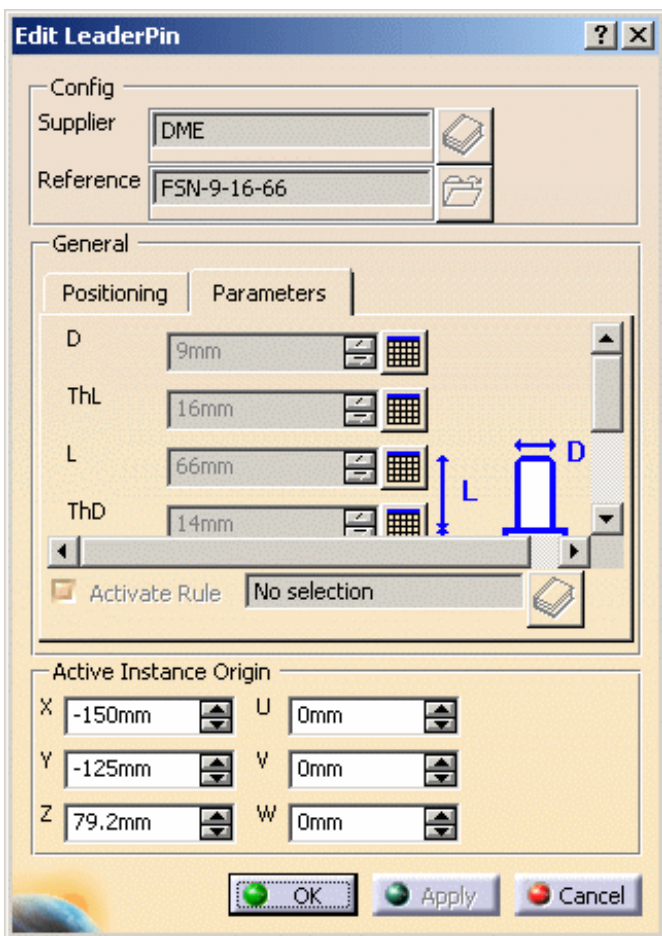 Edit LeaderPin ? X
Config
Supplier DME
Reference FSN-9-16-66
General
Positioning Parameters
D 9mm
ThL 16mm
L 66mm
ThD 14mm
D
L
Activate Rule No selection
Active Instance Origin
X -150mm U 0mm
Y -125mm V 0mm
Z 79.2mm W 0mm
OK Apply Cancel